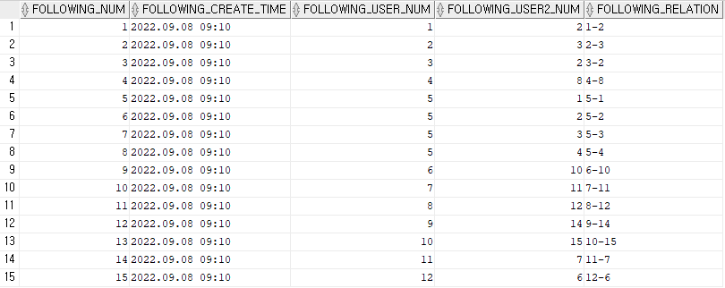 FOLLOWING_NUM FOLLOWING_CREATE_TIME FOLLOWING_USER_NUM FOLLOWING_USER2_NUM FOLLOWING_RELATION
1 1 2022.09.08 09:10 1 2 1-2
2 2 2022.09.08 09:10 2 3 2-3
3 3 2022.09.08 09:10 3 2 3-2
4 4 2022.09.08 09:10 4 8 4-8
5 5 2022.09.08 09:10 5 1 5-1
6 6 2022.09.08 09:10 5 2 5-2
7 7 2022.09.08 09:10 5 3 5-3
8 8 2022.09.08 09:10 5 4 5-4
9 9 2022.09.08 09:10 6 10 6-10
10 10 2022.09.08 09:10 7 11 7-11
11 11 2022.09.08 09:10 8 12 8-12
12 12 2022.09.08 09:10 9 14 9-14
13 13 2022.09.08 09:10 10 15 10-15
14 14 2022.09.08 09:10 11 7 11-7
15 15 2022.09.08 09:10 12 6 12-6